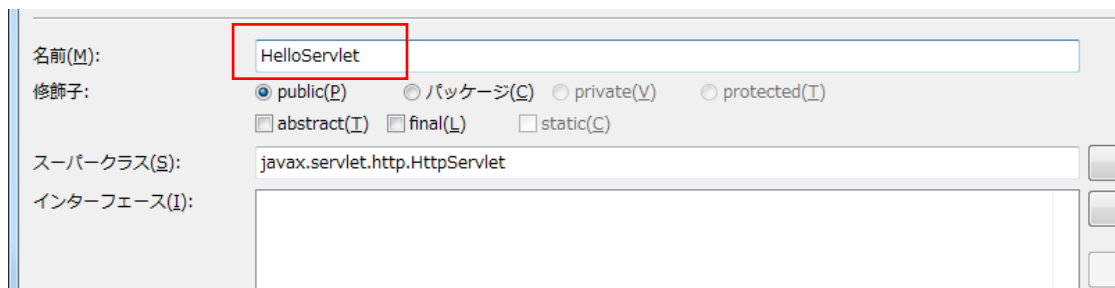 名前(M): HelloServlet
修飾子: public(P) パッケージ(C) private(V) protected(T)
abstract(T) final(L) static(C)
スーパークラス(S): javax.servlet.http.HttpServlet
インターフェース(I):